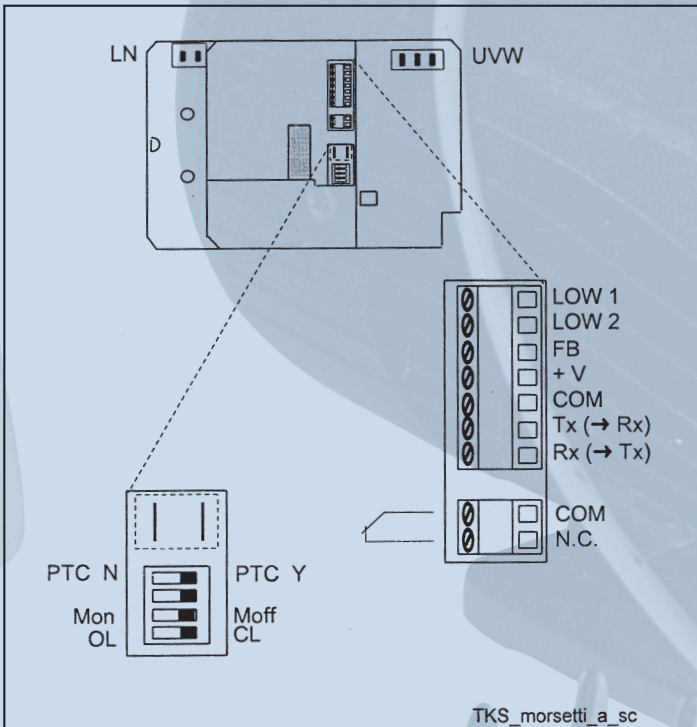 LN
UVW
LOW 1
LOW 2
FB
+ V
COM
Tx (→ Rx)
Rx (→ Tx)
COM
N.C.
PTC N PTC Y
Mon Moff
OL CL
TKS_morsetti_a_sc